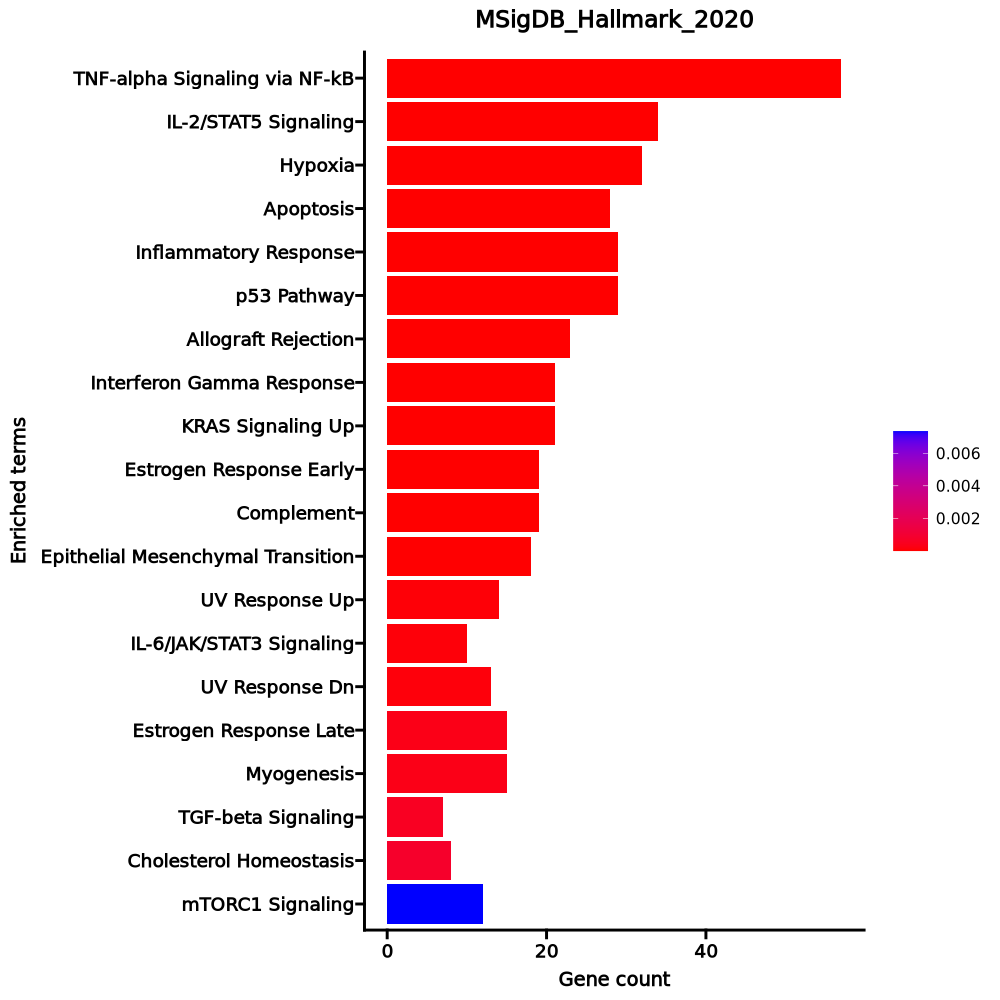 MSigDB_Hallmark_2020
TNF-alpha Signaling via NF-kB
IL-2/STAT5 Signaling
Hypoxia
Apoptosis
Inflammatory Response
p53 Pathway
Allograft Rejection
Interferon Gamma Response
KRAS Signaling Up
Estrogen Response Early
Complement
Epithelial Mesenchymal Transition
UV Response Up
IL-6/JAK/STAT3 Signaling
UV Response Dn
Estrogen Response Late
Myogenesis
TGF-beta Signaling
Cholesterol Homeostasis
mTORC1 Signaling
Enriched terms
0 20 40
Gene count
0.006
0.004
0.002